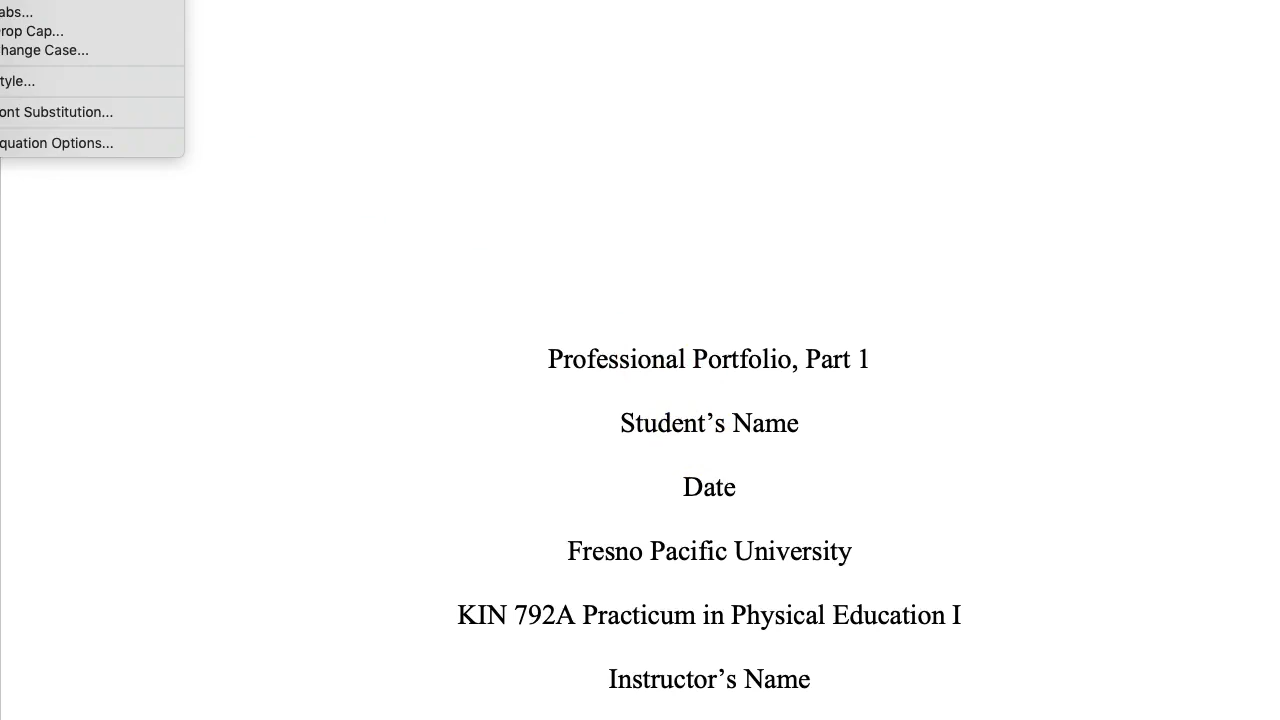 abs...
rop Cap...
hange Case...
tyle...
ont Substitution...
quation Options...
Professional Portfolio, Part 1
Student’s Name
Date
Fresno Pacific University
KIN 792A Practicum in Physical Education I
Instructor’s Name